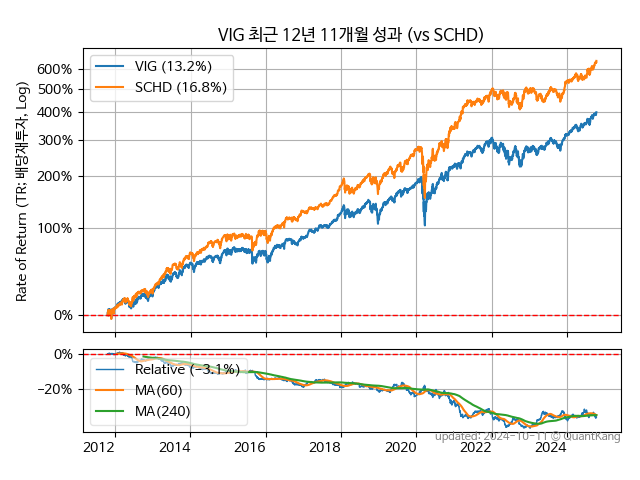 VIG 최근 12년 11개월 성과 (vs SCHD)
Rate of Return (TR; 배당재투자, Log)
600%
500%
400%
300%
200%
100%
0%
VIG (13.2%)
SCHD (16.8%)
0%
−20%
Relative (−3.1%)
MA(60)
MA(240)
2012 2014 2016 2018 2020 2022 2024
updated: 2024-10-11 © QuantKang